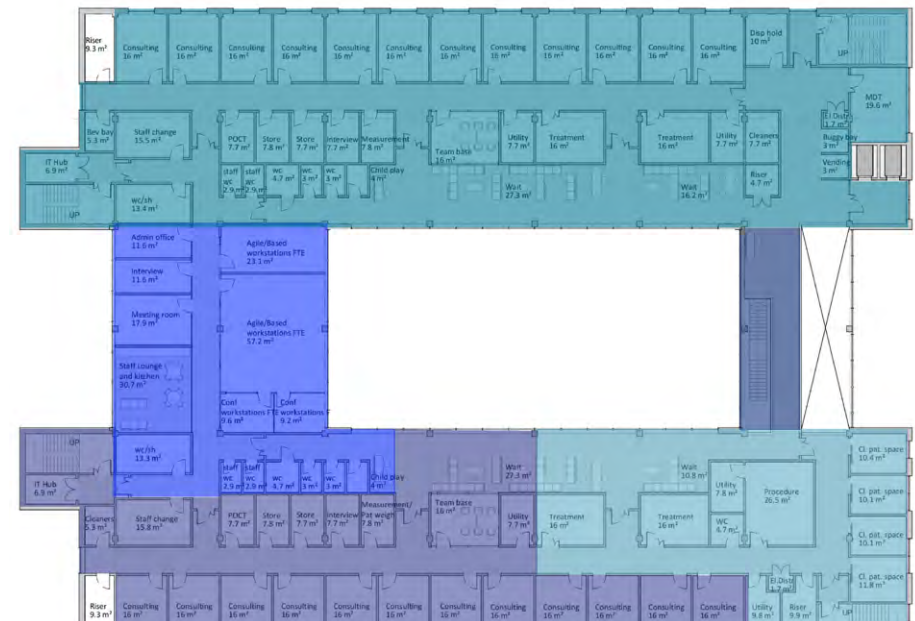 Riser
9.3 m²
Consulting
16 m²
Consulting
16 m²
Consulting
16 m²
Consulting
16 m²
Consulting
16 m²
Consulting
16 m²
Consulting
16 m²
Consulting
16 m²
Consulting
16 m²
Consulting
16 m²
Consulting
16 m²
Consulting
16 m²
Disp hold
10 m²
UP
MDT
19.6 m²
Bev bay
5.3 m²
Staff change
15.5 m²
POCT
7.7 m²
Store
7.8 m²
Store
7.7 m²
Interview
7.7 m²
Measurement
7.8 m²
Team base
16 m²
Utility
7.7 m²
Treatment
16 m²
Treatment
16 m²
Utility
7.7 m²
Cleaners
7.7 m²
El Distr
1.7 m²
Buggy bay
3 m²
Vending
3 m²
IT Hub
6.9 m²
UP
wc/sh
13.4 m²
staff
wc
2.9 m²
staff
wc
2.9 m²
wc
4.7 m²
wc
3 m²
wc
3 m²
Child play
4 m²
Wait
27.3 m²
Wait
16.2 m²
Riser
4.7 m²
Admin office
11.6 m²
Interview
11.6 m²
Meeting room
17.9 m²
Staff lounge
and kitchen
30.7 m²
Agile/Based
workstations FTE
23.1 m²
Agile/Based
workstations FTE
57.2 m²
Conf
workstations FTE
9.6 m²
Conf
workstations F
9.2 m²
UP
IT Hub
6.9 m²
wc/sh
13.3 m²
staff
wc
2.9 m²
staff
wc
2.9 m²
wc
4.7 m²
wc
3 m²
wc
3 m²
Child play
4 m²
Wait
27.3 m²
Wait
30.8 m²
Utility
7.8 m²
WC
4.7 m²
Procedure
26.5 m²
Cl. pat. space
10.4 m²
Cl. pat. space
10.1 m²
Cl. pat. space
10.1 m²
Cl. pat. space
11.8 m²
Cleaners
5.3 m²
Staff change
15.8 m²
POCT
7.7 m²
Store
7.8 m²
Store
7.7 m²
Interview
7.7 m²
Measurement/
Pat weigh
7.8 m²
Team base
16 m²
Utility
7.7 m²
Treatment
16 m²
Treatment
16 m²
El Distr
1.7 m²
Riser
9.3 m²
Consulting
16 m²
Consulting
16 m²
Consulting
16 m²
Consulting
16 m²
Consulting
16 m²
Consulting
16 m²
Consulting
16 m²
Consulting
16 m²
Consulting
16 m²
Consulting
16 m²
Consulting
16 m²
Consulting
16 m²
Utility
9.8 m²
Riser
9.9 m²
UP